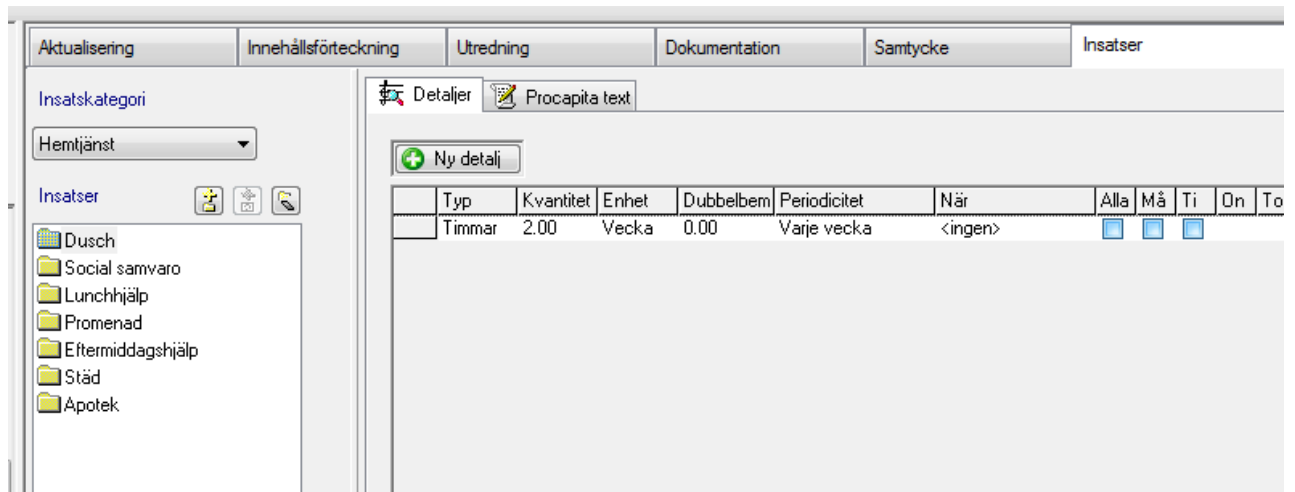 Aktualisering Innehållsförteckning Utredning Dokumentation Samtycke Insatser
Insatskategori
Hemtjänst
Insatser
Dusch
Social samvaro
Lunchhjälp
Promenad
Eftermiddagshjälp
Städ
Apotek
Detaljer Procapita text
Ny detalj
Typ Kvantitet Enhet Dubbelbem Periodicitet När Alla Må Ti On To
Timmar 2.00 Vecka 0.00 Varje vecka <ingen>